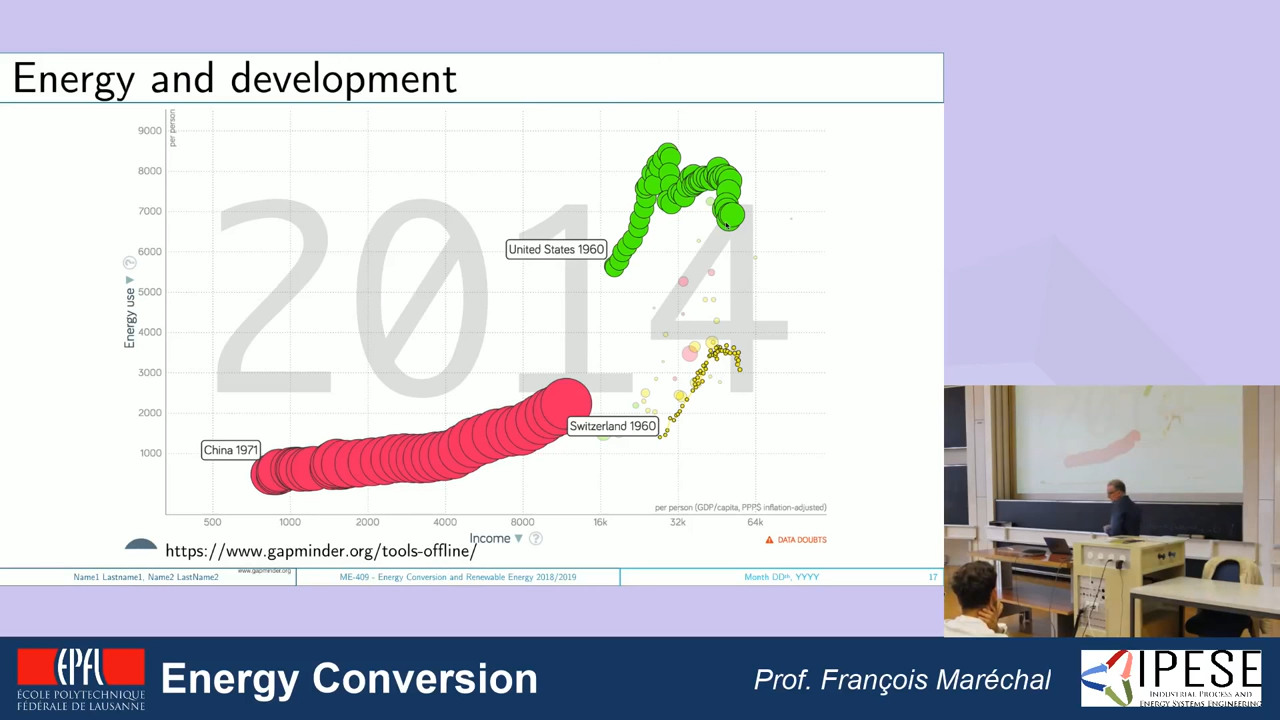 Energy and development
per person
9000
8000
7000
6000
5000
4000
3000
2000
1000
Energy use ▼ ?
2014
United States 1960
Switzerland 1960
China 1971
per person (GDP/capita, PPP$ inflation-adjusted)
500 1000 2000 4000 8000 16k 32k 64k
Income ▼ ?
DATA DOUBTS
https://www.gapminder.org/tools-offline/
www.gapminder.org
Name1 Lastname1, Name2 LastName2 ME-409 - Energy Conversion and Renewable Energy 2018/2019 Month DDth, YYYY 17
EPFL
ÉCOLE POLYTECHNIQUE
FÉDÉRALE DE LAUSANNE
Energy Conversion
Prof. François Maréchal
IPESE
Industrial Process and
Energy Systems Engineering